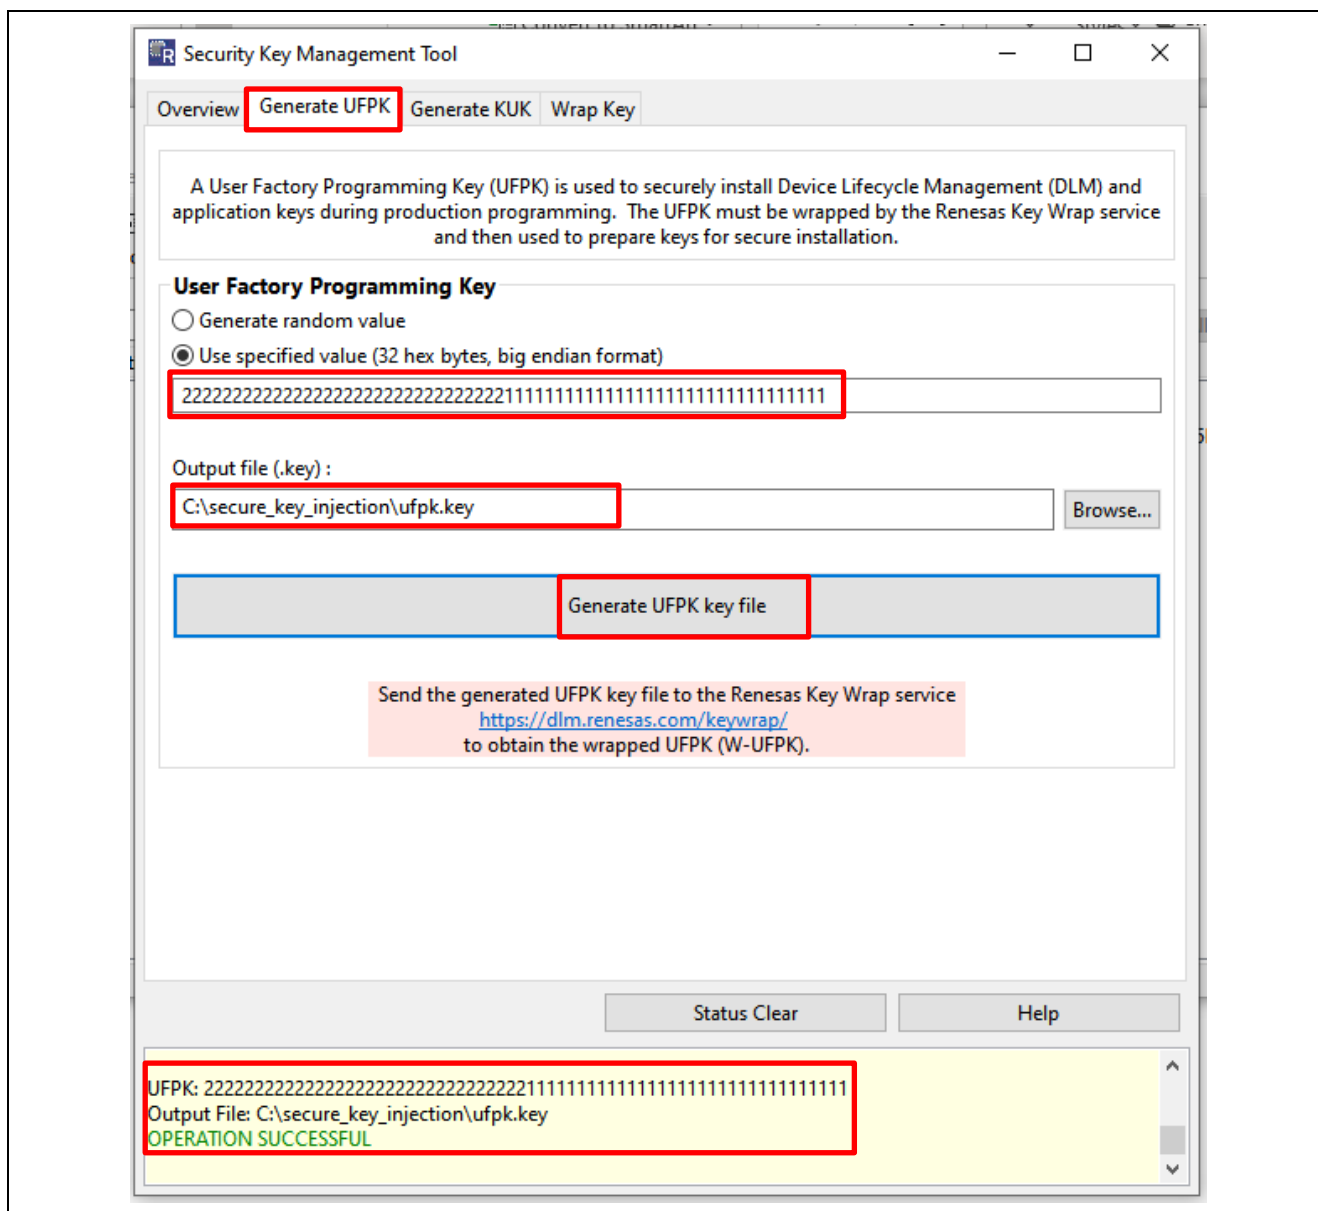 Security Key Management Tool
Overview Generate UFPK Generate KUK Wrap Key
A User Factory Programming Key (UFPK) is used to securely install Device Lifecycle Management (DLM) and
application keys during production programming. The UFPK must be wrapped by the Renesas Key Wrap service
and then used to prepare keys for secure installation.
User Factory Programming Key
Generate random value
Use specified value (32 hex bytes, big endian format)
2222222222222222222222222222222211111111111111111111111111111111
Output file (.key) :
C:\secure_key_injection\ufpk.key
Browse...
Generate UFPK key file
Send the generated UFPK key file to the Renesas Key Wrap service
https://dlm.renesas.com/keywrap/
to obtain the wrapped UFPK (W-UFPK).
Status Clear Help
UFPK: 2222222222222222222222222222222211111111111111111111111111111111
Output File: C:\secure_key_injection\ufpk.key
OPERATION SUCCESSFUL